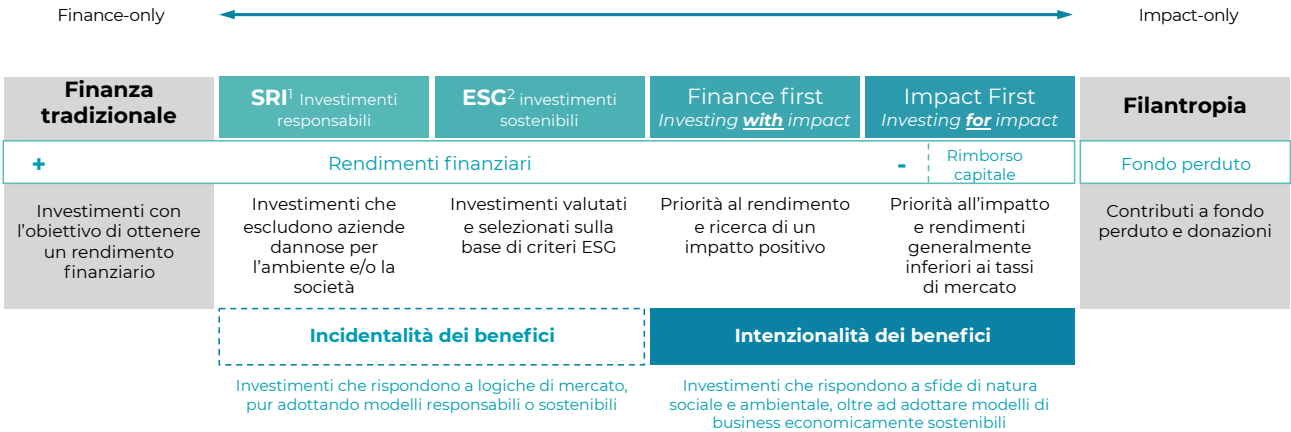 Finance-only
Impact-only
Finanza
tradizionale
SRI¹ Investimenti
responsabili
ESG² investimenti
sostenibili
Finance first
Investing with impact
Impact First
Investing for impact
Filantropia
+
Rendimenti finanziari
-
Rimborso
capitale
Fondo perduto
Investimenti con
l’obiettivo di ottenere
un rendimento
finanziario
Investimenti che
escludono aziende
dannose per
l’ambiente e/o la
società
Investimenti valutati
e selezionati sulla
base di criteri ESG
Priorità al rendimento
e ricerca di un
impatto positivo
Priorità all’impatto
e rendimenti
generalmente
inferiori ai tassi
di mercato
Contributi a fondo
perduto e donazioni
Incidentalità dei benefici
Intenzionalità dei benefici
Investimenti che rispondono a logiche di mercato,
pur adottando modelli responsabili o sostenibili
Investimenti che rispondono a sfide di natura
sociale e ambientale, oltre ad adottare modelli di
business economicamente sostenibili